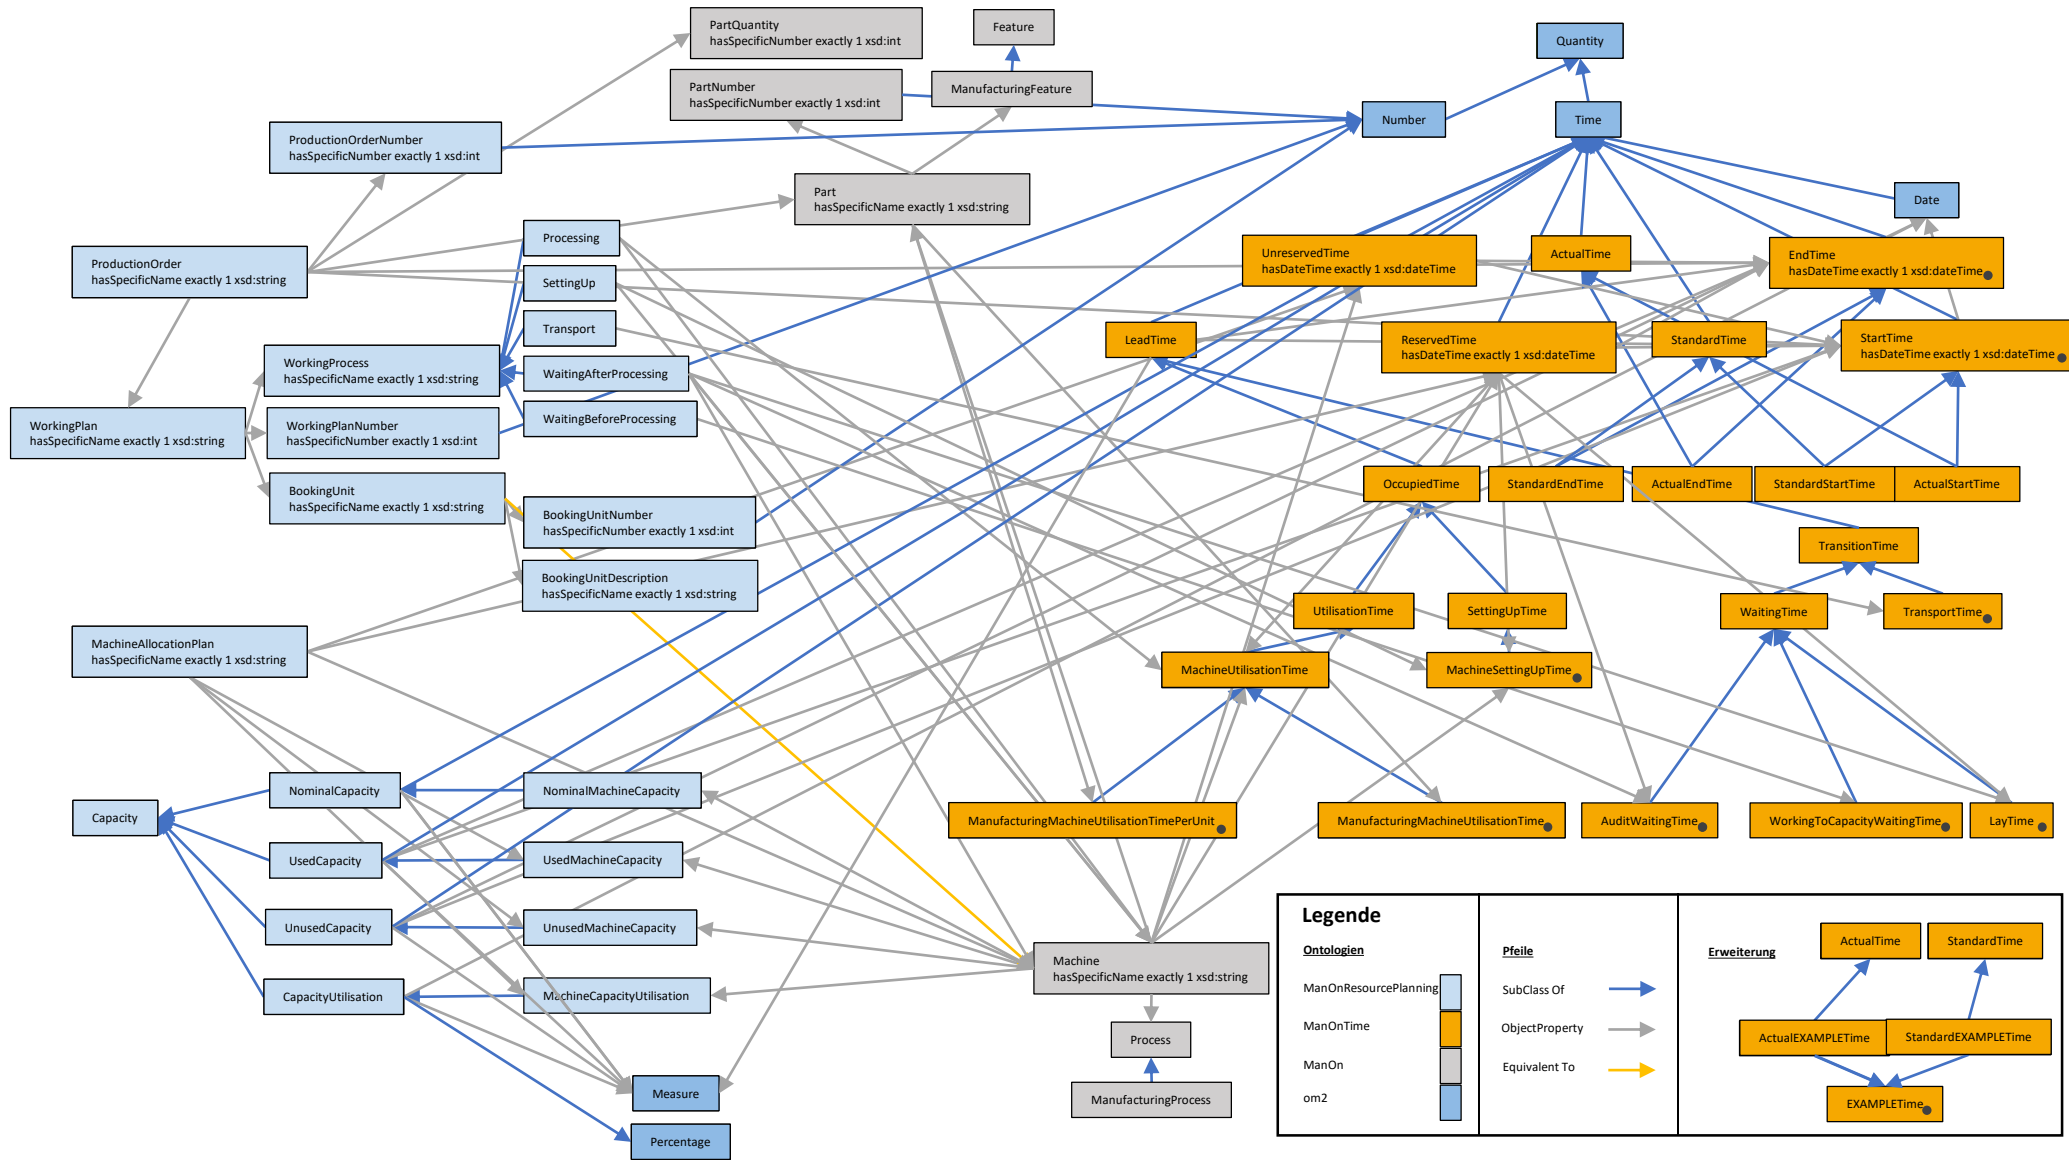 PartQuantity
hasSpecificNumber exactly 1 xsd:int
Feature
Quantity
PartNumber
hasSpecificNumber exactly 1 xsd:int
ManufacturingFeature
Number
Time
ProductionOrderNumber
hasSpecificNumber exactly 1 xsd:int
Part
hasSpecificName exactly 1 xsd:string
Date
Processing
ProductionOrder
hasSpecificName exactly 1 xsd:string
SettingUp
UnreservedTime
hasDateTime exactly 1 xsd:dateTime
ActualTime
EndTime
hasDateTime exactly 1 xsd:dateTime
Transport
LeadTime
ReservedTime
hasDateTime exactly 1 xsd:dateTime
StandardTime
StartTime
hasDateTime exactly 1 xsd:dateTime
WorkingProcess
hasSpecificName exactly 1 xsd:string
WaitingAfterProcessing
WaitingBeforeProcessing
WorkingPlan
hasSpecificName exactly 1 xsd:string
WorkingPlanNumber
hasSpecificNumber exactly 1 xsd:int
BookingUnit
hasSpecificName exactly 1 xsd:string
OccupiedTime
StandardEndTime
ActualEndTime
StandardStartTime
ActualStartTime
BookingUnitNumber
hasSpecificNumber exactly 1 xsd:int
TransitionTime
BookingUnitDescription
hasSpecificName exactly 1 xsd:string
UtilisationTime
SettingUpTime
WaitingTime
TransportTime
MachineAllocationPlan
hasSpecificName exactly 1 xsd:string
MachineUtilisationTime
MachineSettingUpTime
NominalCapacity
NominalMachineCapacity
Capacity
ManufacturingMachineUtilisationTimePerUnit
ManufacturingMachineUtilisationTime
AuditWaitingTime
WorkingToCapacityWaitingTime
LayTime
UsedCapacity
UsedMachineCapacity
UnusedCapacity
UnusedMachineCapacity
Machine
hasSpecificName exactly 1 xsd:string
CapacityUtilisation
MachineCapacityUtilisation
Process
Measure
ManufacturingProcess
Percentage
Legende
Ontologien
ManOnResourcePlanning
ManOnTime
ManOn
om2
Pfeile
SubClass Of
ObjectProperty
Equivalent To
Erweiterung
ActualTime
StandardTime
ActualEXAMPLETime
StandardEXAMPLETime
EXAMPLETime